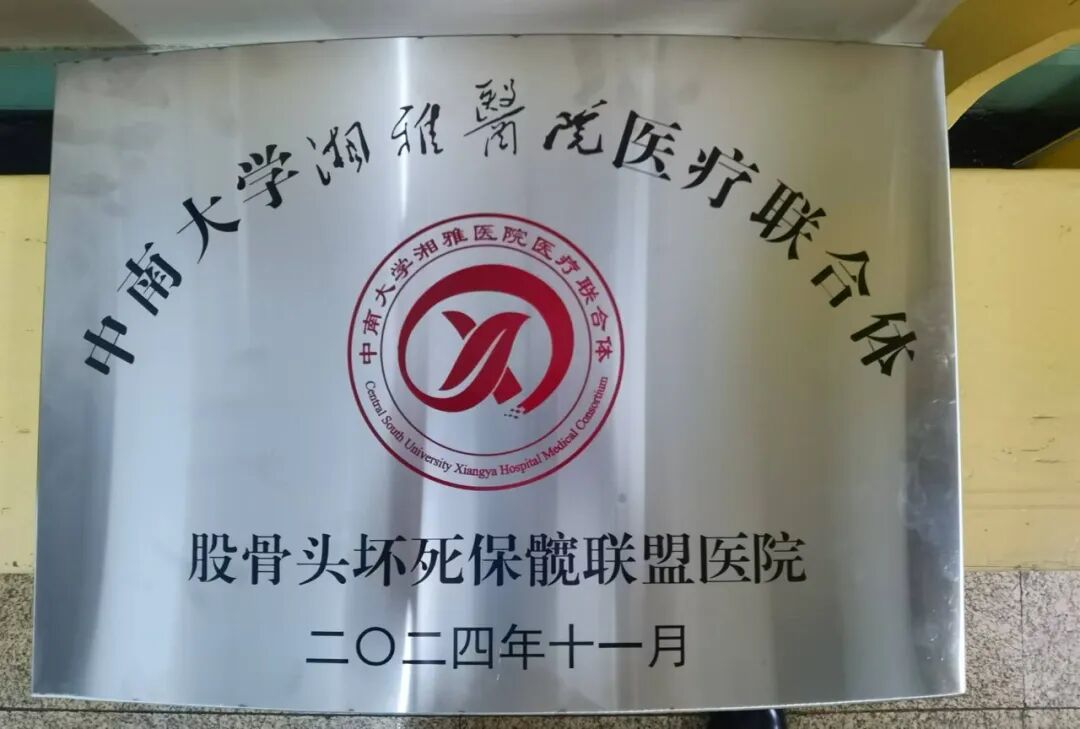 中南大学湘雅醫院医疗联合体
中南大学湘雅医院医疗联合体
Central South University Xiangya Hospital Medical Consortium
股骨头坏死保髋联盟医院
二〇二四年十一月